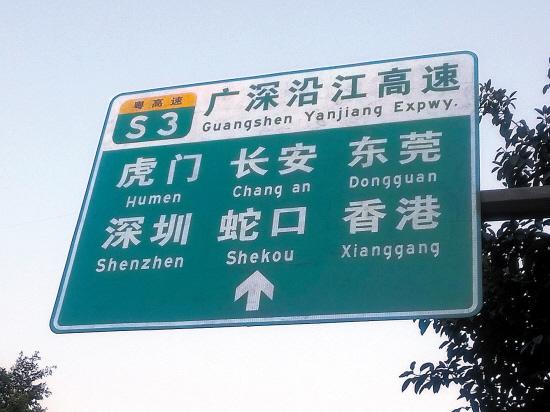 粤高速
S3
广深沿江高速
Guangshen Yanjiang Expwy.
虎门 长安 东莞
Humen Chang an Dongguan
深圳 蛇口 香港
Shenzhen Shekou Xianggang